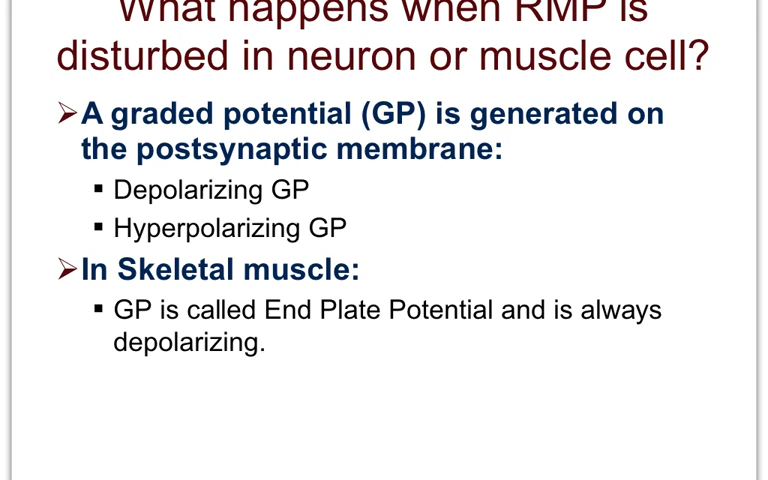 What happens when RMP is
disturbed in neuron or muscle cell?
➢A graded potential (GP) is generated on
the postsynaptic membrane:
▪ Depolarizing GP
▪ Hyperpolarizing GP
➢In Skeletal muscle:
▪ GP is called End Plate Potential and is always
depolarizing.